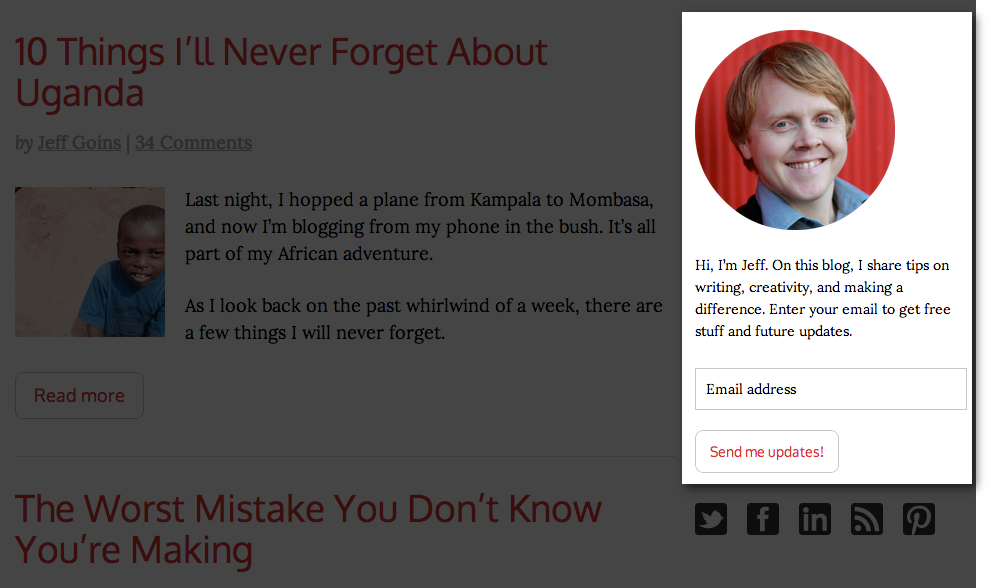 10 Things I'll Never Forget About
Uganda
by Jeff Goins | 34 Comments
Last night, I hopped a plane from Kampala to Mombasa,
and now I'm blogging from my phone in the bush. It's all
part of my African adventure.
As I look back on the past whirlwind of a week, there are
a few things I will never forget.
Read more
The Worst Mistake You Don't Know
You're Making
Hi, I'm Jeff. On this blog, I share tips on
writing, creativity, and making a
difference. Enter your email to get free
stuff and future updates.
Email address
Send me updates!